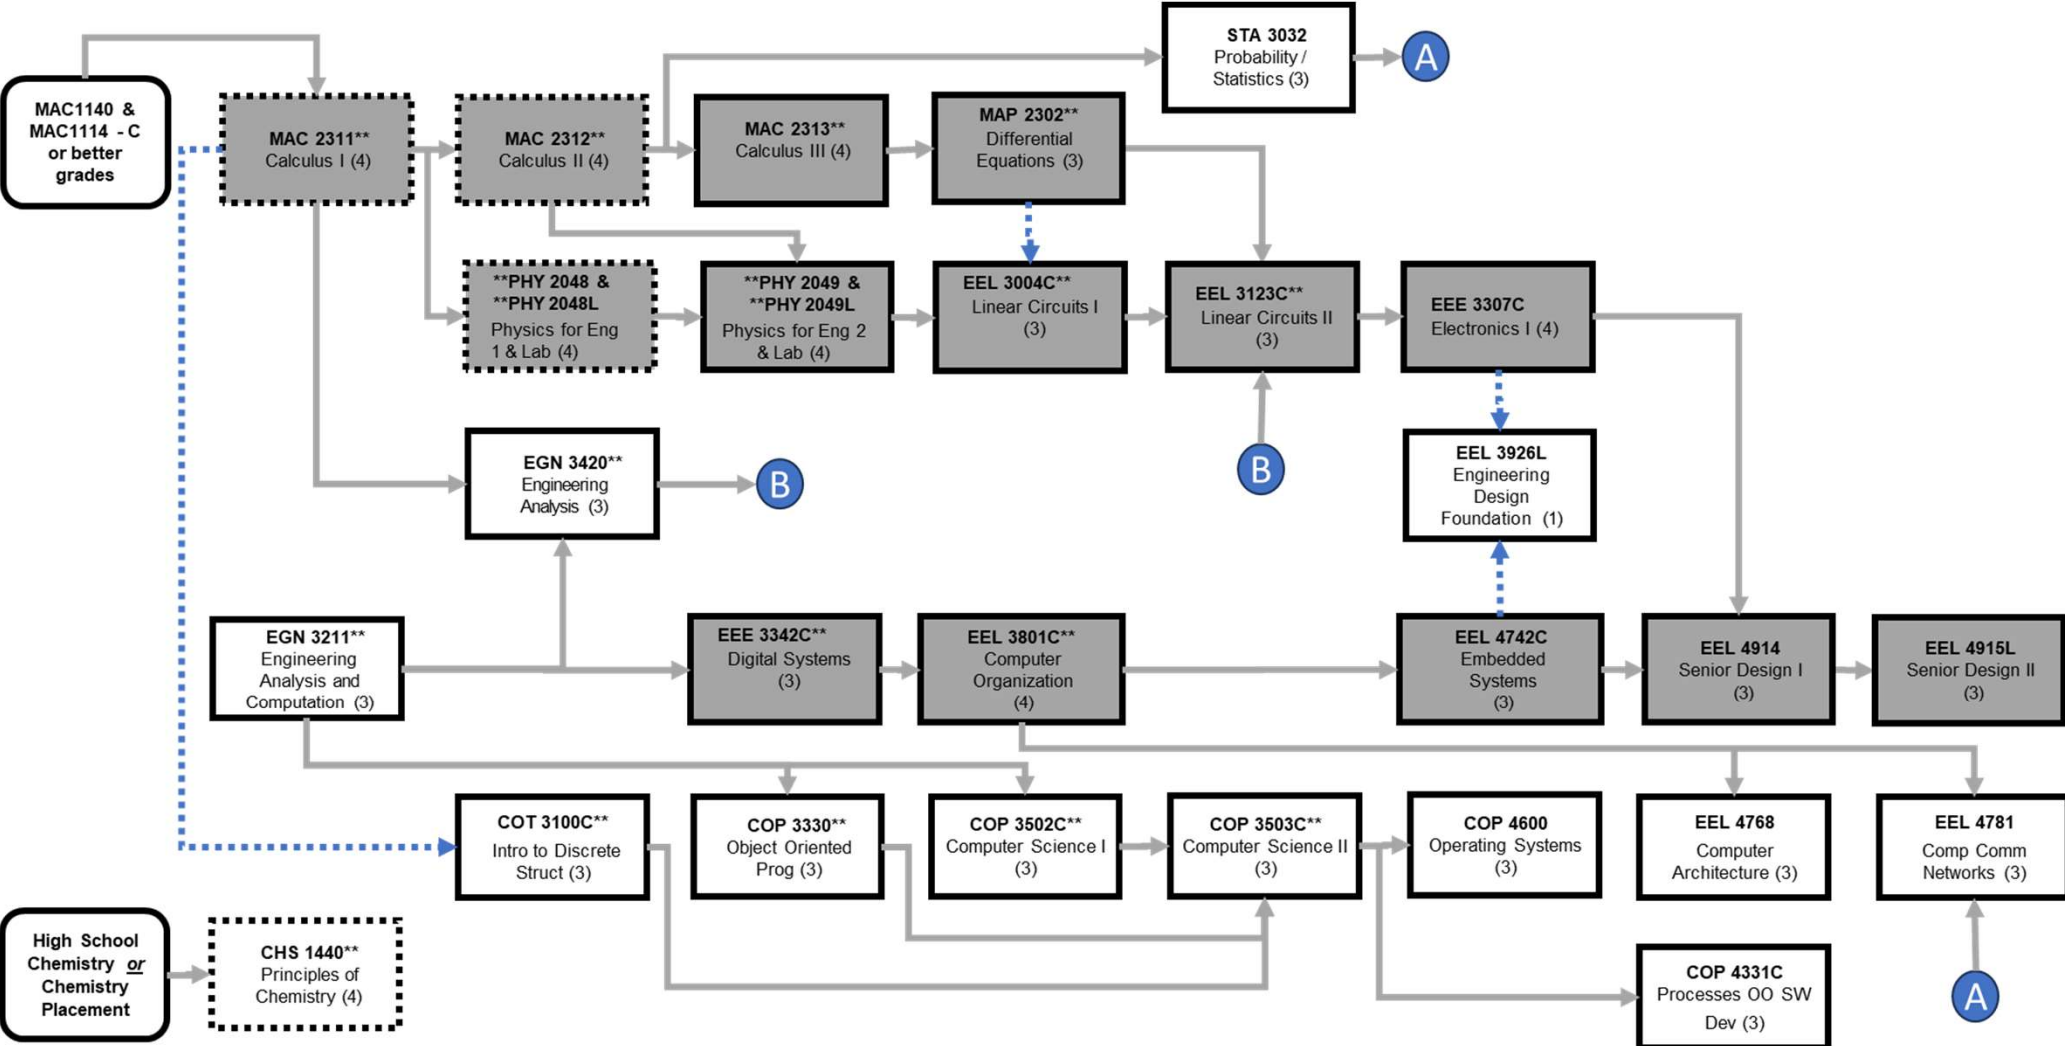 STA 3032
Probability /
Statistics (3)
A
MAC1140 &
MAC1114 - C
or better
grades
MAC 2311**
Calculus I (4)
MAC 2312**
Calculus II (4)
MAC 2313**
Calculus III (4)
MAP 2302**
Differential
Equations (3)
**PHY 2048 &
**PHY 2048L
Physics for Eng
1 & Lab (4)
**PHY 2049 &
**PHY 2049L
Physics for Eng 2
& Lab (4)
EEL 3004C**
Linear Circuits I
(3)
EEL 3123C**
Linear Circuits II
(3)
EEE 3307C
Electronics I (4)
EGN 3420**
Engineering
Analysis (3)
B
B
EEL 3926L
Engineering
Design
Foundation (1)
EGN 3211**
Engineering
Analysis and
Computation (3)
EEE 3342C**
Digital Systems
(3)
EEL 3801C**
Computer
Organization
(4)
EEL 4742C
Embedded
Systems
(3)
EEL 4914
Senior Design I
(3)
EEL 4915L
Senior Design II
(3)
COT 3100C**
Intro to Discrete
Struct (3)
COP 3330**
Object Oriented
Prog (3)
COP 3502C**
Computer Science I
(3)
COP 3503C**
Computer Science II
(3)
COP 4600
Operating Systems
(3)
EEL 4768
Computer
Architecture (3)
EEL 4781
Comp Comm
Networks (3)
High School
Chemistry or
Chemistry
Placement
CHS 1440**
Principles of
Chemistry (4)
COP 4331C
Processes OO SW
Dev (3)
A